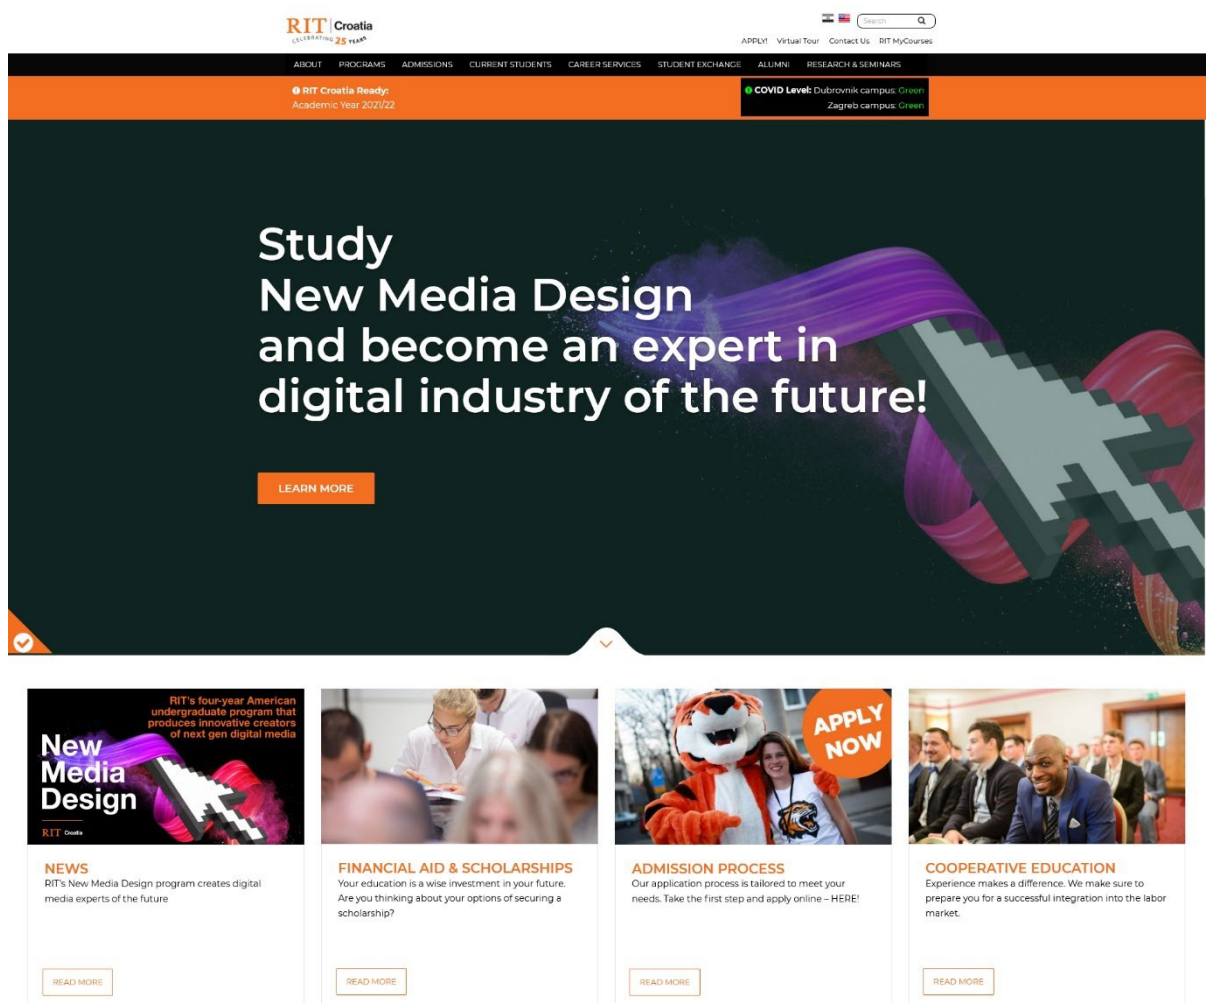 RIT Croatia
CELEBRATING 25 YEARS
Search
APPLY! Virtual Tour Contact Us RIT MyCourses
ABOUT PROGRAMS ADMISSIONS CURRENT STUDENTS CAREER SERVICES STUDENT EXCHANGE ALUMNI RESEARCH & SEMINARS
RIT Croatia Ready:
Academic Year 2021/22
COVID Level: Dubrovnik campus: Green
Zagreb campus: Green
Study
New Media Design
and become an expert in
digital industry of the future!
LEARN MORE
RIT's four-year American
undergraduate program that
produces innovative creators
of next gen digital media
New
Media
Design
RIT Croatia
NEWS
RIT's New Media Design program creates digital
media experts of the future
READ MORE
FINANCIAL AID & SCHOLARSHIPS
Your education is a wise investment in your future.
Are you thinking about your options of securing a
scholarship?
READ MORE
APPLY
NOW
ADMISSION PROCESS
Our application process is tailored to meet your
needs. Take the first step and apply online – HERE!
READ MORE
COOPERATIVE EDUCATION
Experience makes a difference. We make sure to
prepare you for a successful integration into the labor
market.
READ MORE